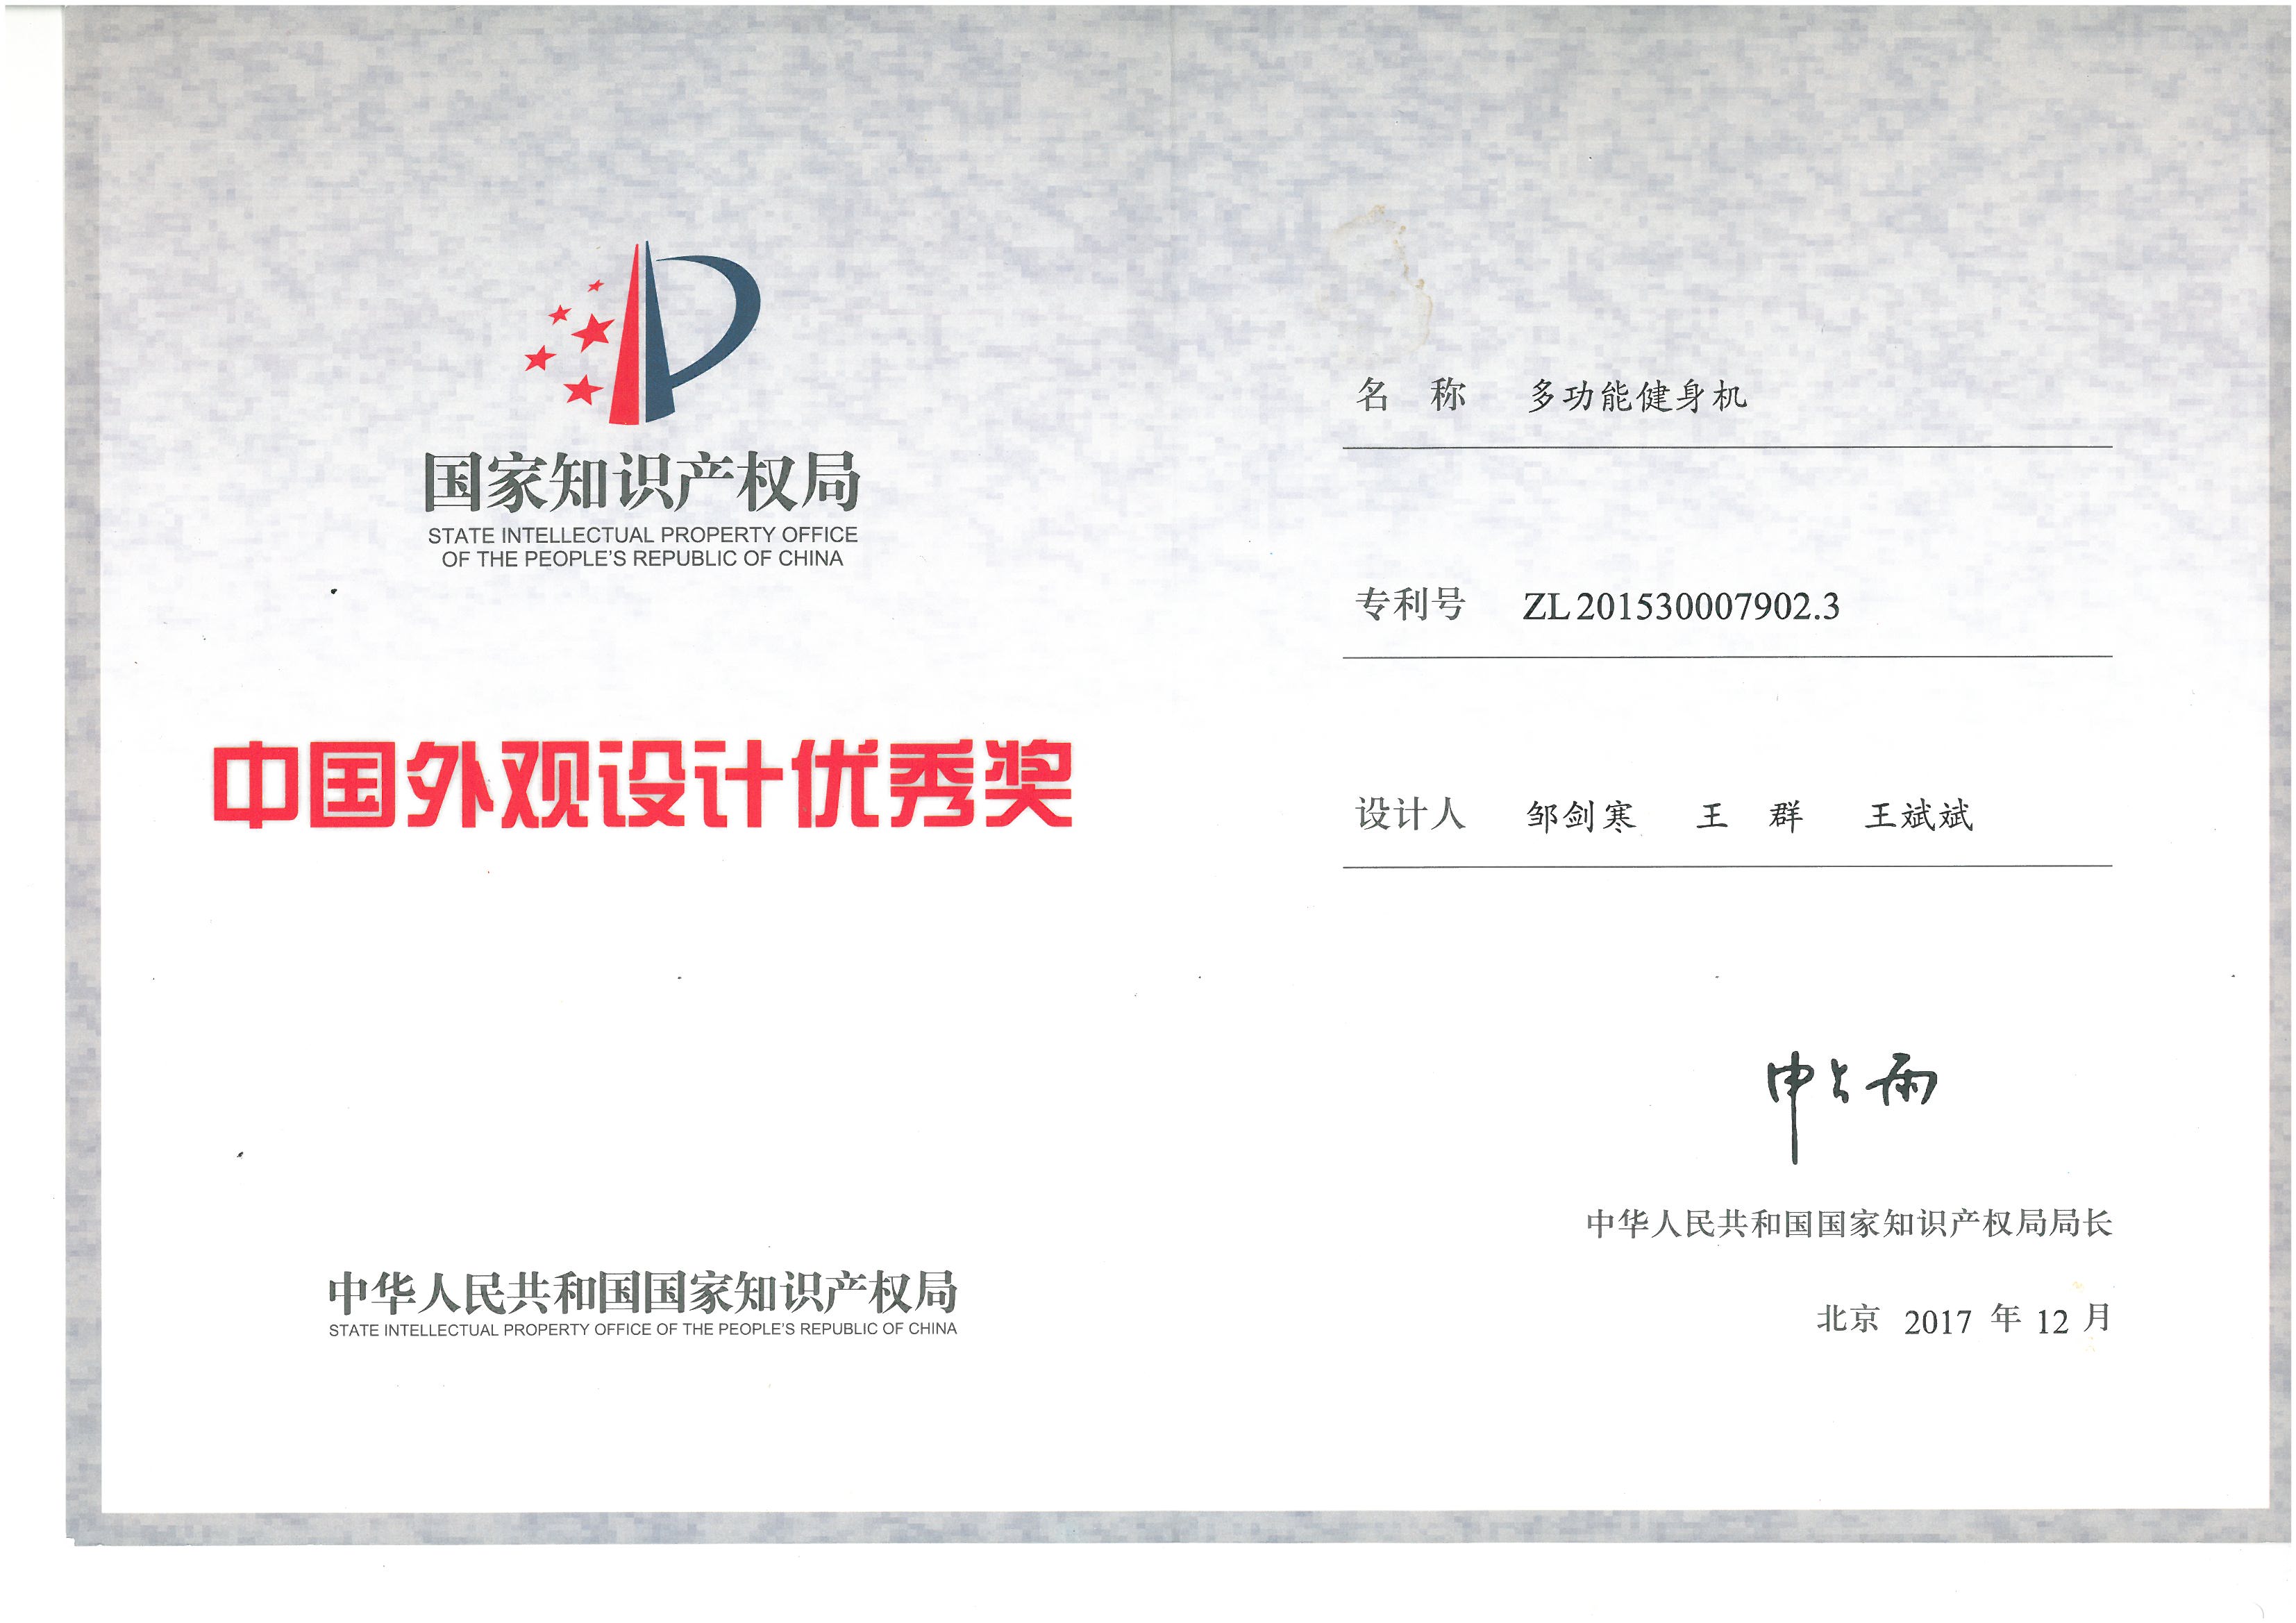 国家知识产权局
STATE INTELLECTUAL PROPERTY OFFICE
OF THE PEOPLE'S REPUBLIC OF CHINA
中国外观设计优秀奖
中华人民共和国国家知识产权局
STATE INTELLECTUAL PROPERTY OFFICE OF THE PEOPLE'S REPUBLIC OF CHINA
名 称 多功能健身机
专利号 ZL201530007902.3
设计人 邹剑寒 王 群 王斌斌
申长雨
中华人民共和国国家知识产权局局长
北京 2017 年 12 月